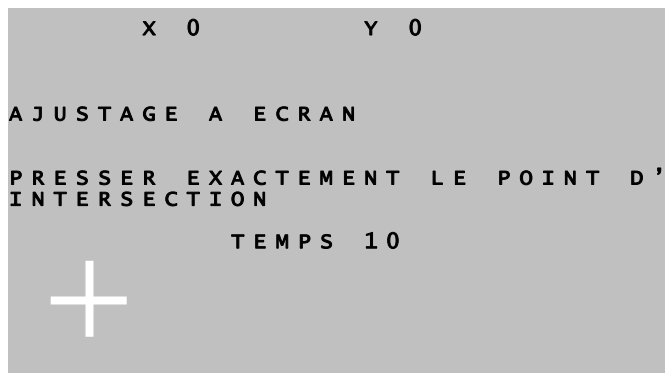 X 0 Y 0
AJUSTAGE A ECRAN
PRESSER EXACTEMENT LE POINT D’
INTERSECTION
TEMPS 10